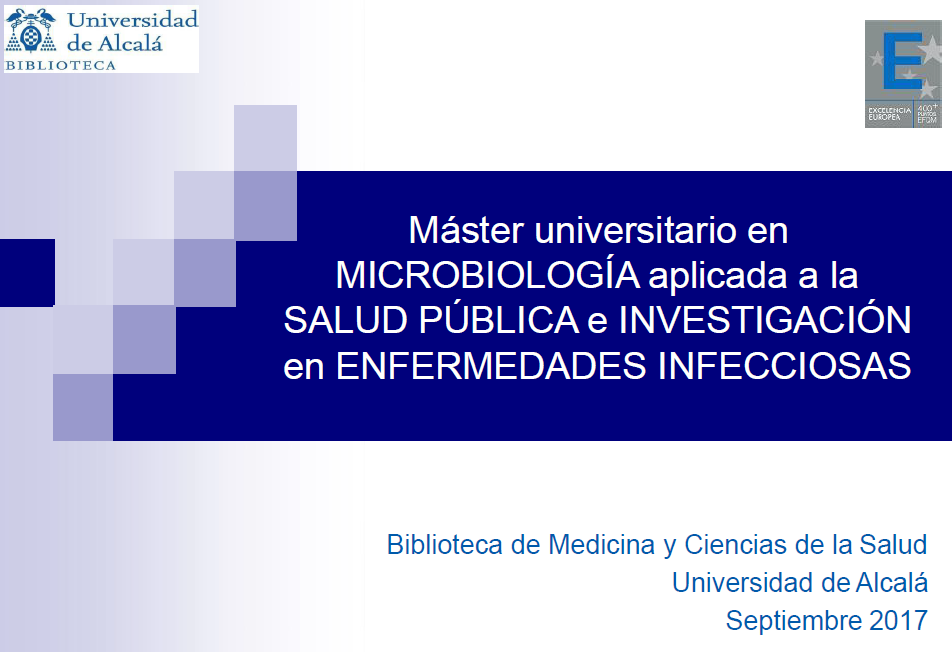 Universidad
de Alcalá
BIBLIOTECA
E
EXCELENCIA
EUROPEA
400+
PUNTOS
EFQM
Máster universitario en
MICROBIOLOGÍA aplicada a la
SALUD PÚBLICA e INVESTIGACIÓN
en ENFERMEDADES INFECCIOSAS
Biblioteca de Medicina y Ciencias de la Salud
Universidad de Alcalá
Septiembre 2017